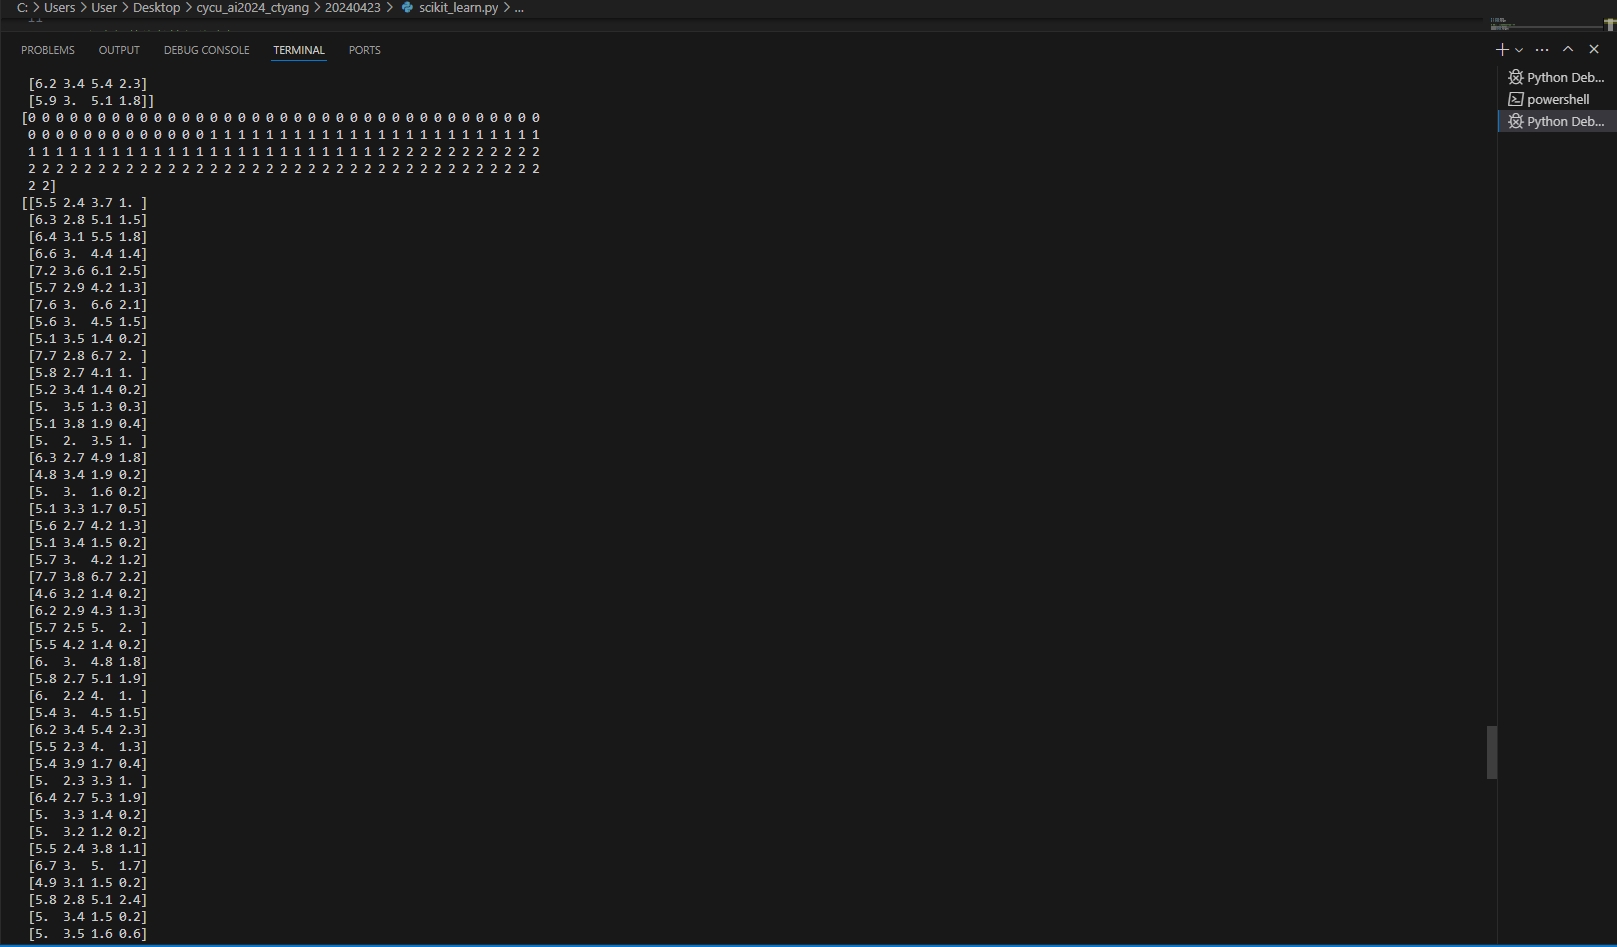 C: > Users > User > Desktop > cycu_ai2024_ctyang > 20240423 > scikit_learn.py > ...
11
PROBLEMS OUTPUT DEBUG CONSOLE TERMINAL PORTS
[6.2 3.4 5.4 2.3]
[5.9 3. 5.1 1.8]]
[0 0 0 0 0 0 0 0 0 0 0 0 0 0 0 0 0 0 0 0 0 0 0 0 0 0 0 0 0 0 0 0 0 0 0 0 0
0 0 0 0 0 0 0 0 0 0 0 0 0 1 1 1 1 1 1 1 1 1 1 1 1 1 1 1 1 1 1 1 1 1 1 1 1
1 1 1 1 1 1 1 1 1 1 1 1 1 1 1 1 1 1 1 1 1 1 1 1 1 1 2 2 2 2 2 2 2 2 2 2 2
2 2 2 2 2 2 2 2 2 2 2 2 2 2 2 2 2 2 2 2 2 2 2 2 2 2 2 2 2 2 2 2 2 2 2 2 2
2 2]
[[5.5 2.4 3.7 1. ]
[6.3 2.8 5.1 1.5]
[6.4 3.1 5.5 1.8]
[6.6 3. 4.4 1.4]
[7.2 3.6 6.1 2.5]
[5.7 2.9 4.2 1.3]
[7.6 3. 6.6 2.1]
[5.6 3. 4.5 1.5]
[5.1 3.5 1.4 0.2]
[7.7 2.8 6.7 2. ]
[5.8 2.7 4.1 1. ]
[5.2 3.4 1.4 0.2]
[5. 3.5 1.3 0.3]
[5.1 3.8 1.9 0.4]
[5. 2. 3.5 1. ]
[6.3 2.7 4.9 1.8]
[4.8 3.4 1.9 0.2]
[5. 3. 1.6 0.2]
[5.1 3.3 1.7 0.5]
[5.6 2.7 4.2 1.3]
[5.1 3.4 1.5 0.2]
[5.7 3. 4.2 1.2]
[7.7 3.8 6.7 2.2]
[4.6 3.2 1.4 0.2]
[6.2 2.9 4.3 1.3]
[5.7 2.5 5. 2. ]
[5.5 4.2 1.4 0.2]
[6. 3. 4.8 1.8]
[5.8 2.7 5.1 1.9]
[6. 2.2 4. 1. ]
[5.4 3. 4.5 1.5]
[6.2 3.4 5.4 2.3]
[5.5 2.3 4. 1.3]
[5.4 3.9 1.7 0.4]
[5. 2.3 3.3 1. ]
[6.4 2.7 5.3 1.9]
[5. 3.3 1.4 0.2]
[5. 3.2 1.2 0.2]
[5.5 2.4 3.8 1.1]
[6.7 3. 5. 1.7]
[4.9 3.1 1.5 0.2]
[5.8 2.8 5.1 2.4]
[5. 3.4 1.5 0.2]
[5. 3.5 1.6 0.6]
Python Deb...
powershell
Python Deb...